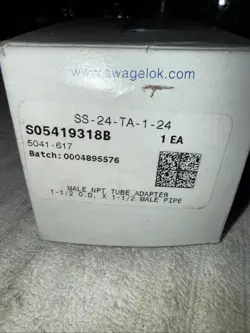 www.swagelok.com
SS-24-TA-1-24
S05419318B
1 EA
5041-617
Batch: 0004895576
MALE NPT TUBE ADAPTER
1-1/2 O.D. X 1-1/2 MALE PIPE